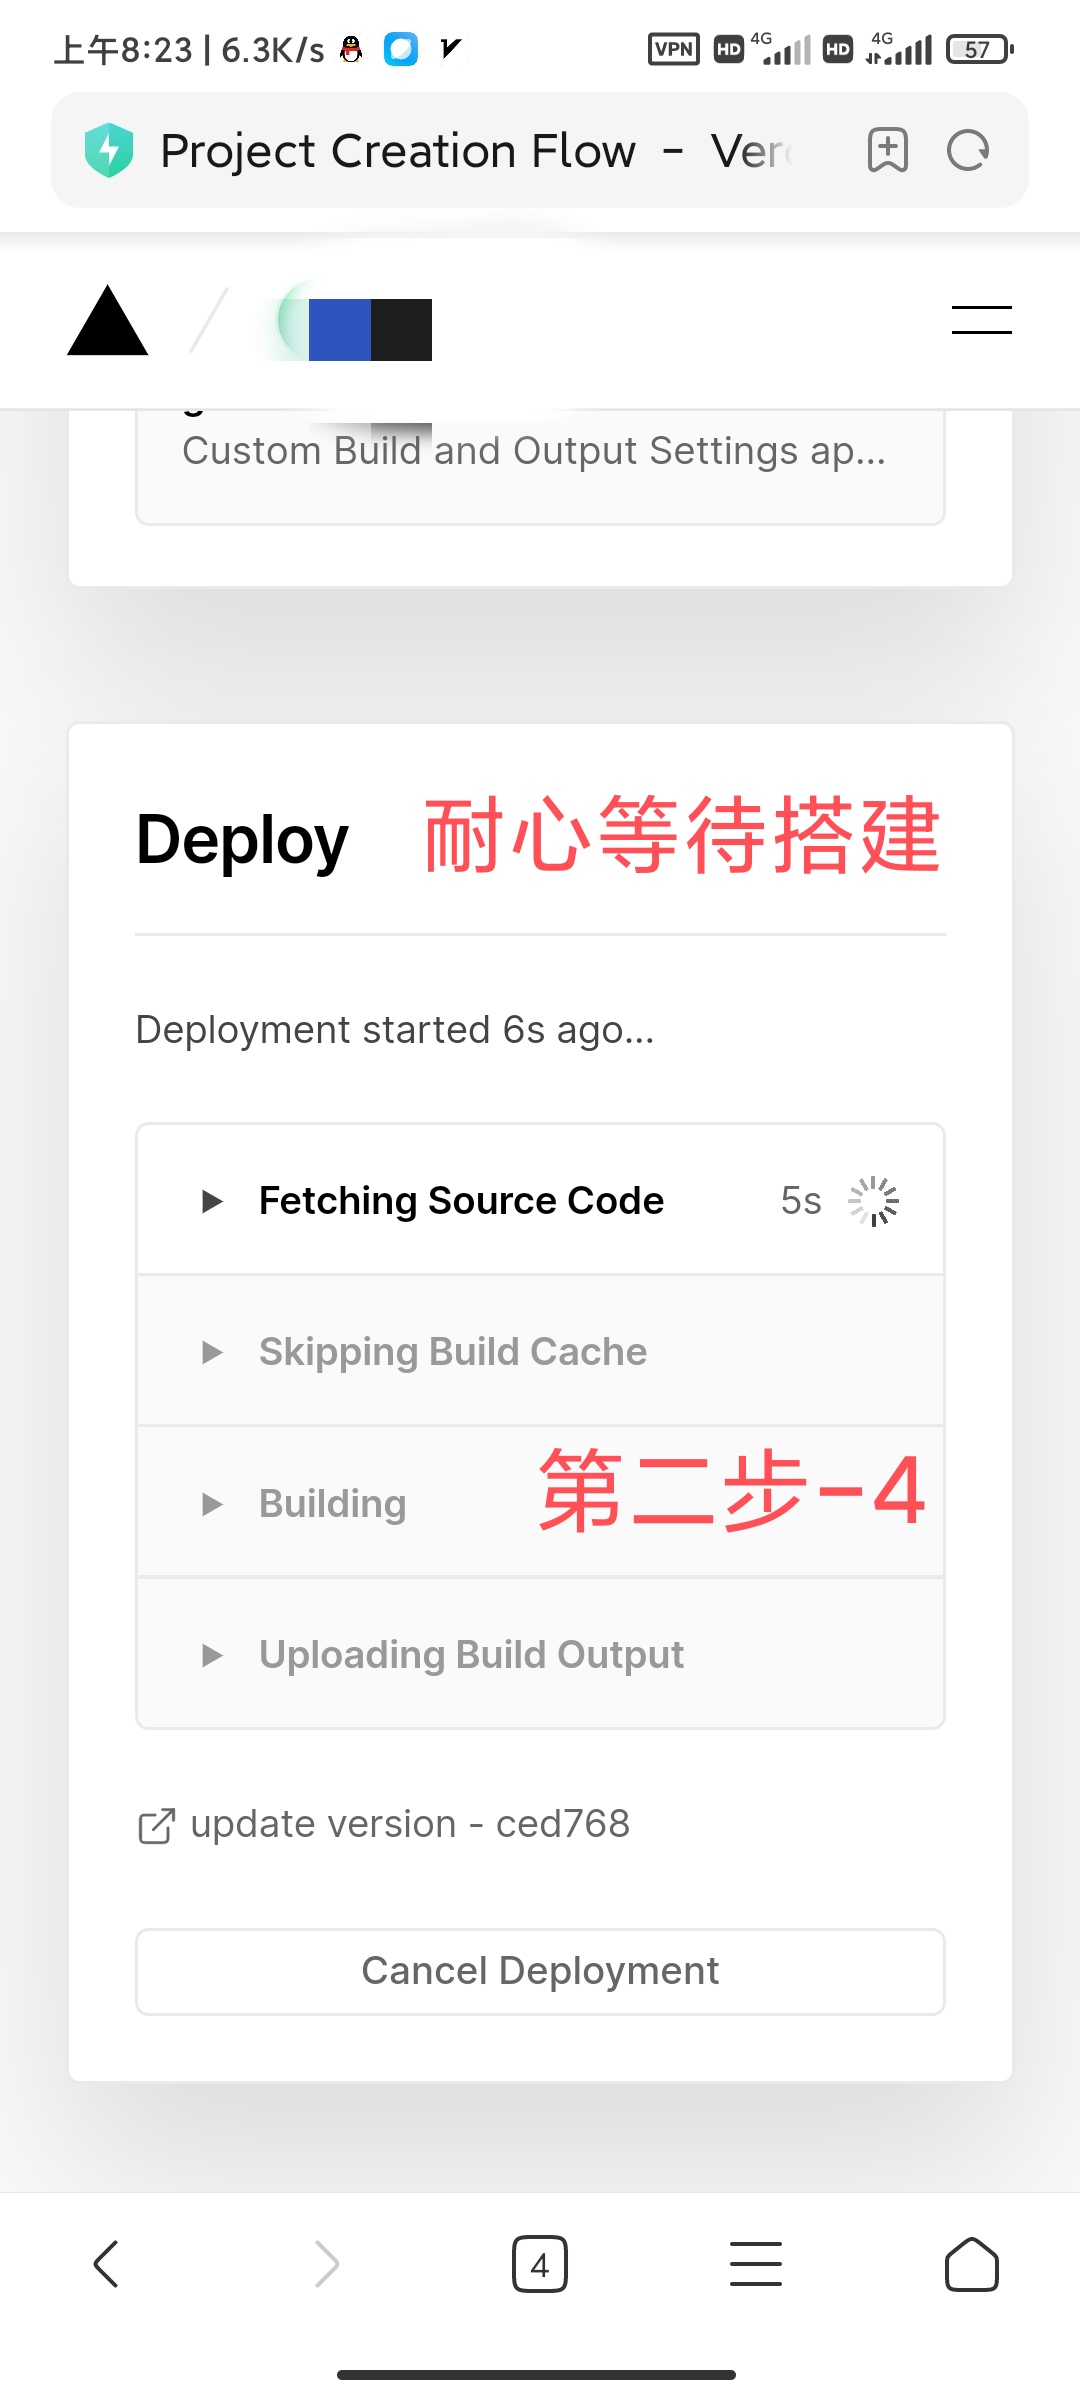 上午8:23 | 6.3K/s
VPN HD 4G HD 4G 57
Project Creation Flow - Ver
Custom Build and Output Settings ap...
Deploy 耐心等待搭建
Deployment started 6s ago...
Fetching Source Code 5s
Skipping Build Cache
Building 第二步-4
Uploading Build Output
update version - ced768
Cancel Deployment
4